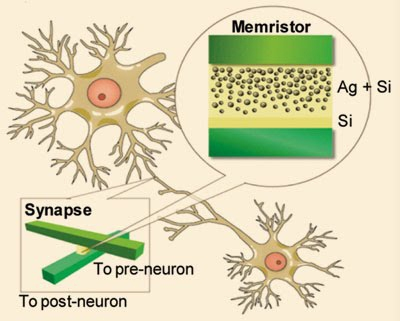 Memristor
Ag + Si
Si
Synapse
To pre-neuron
To post-neuron